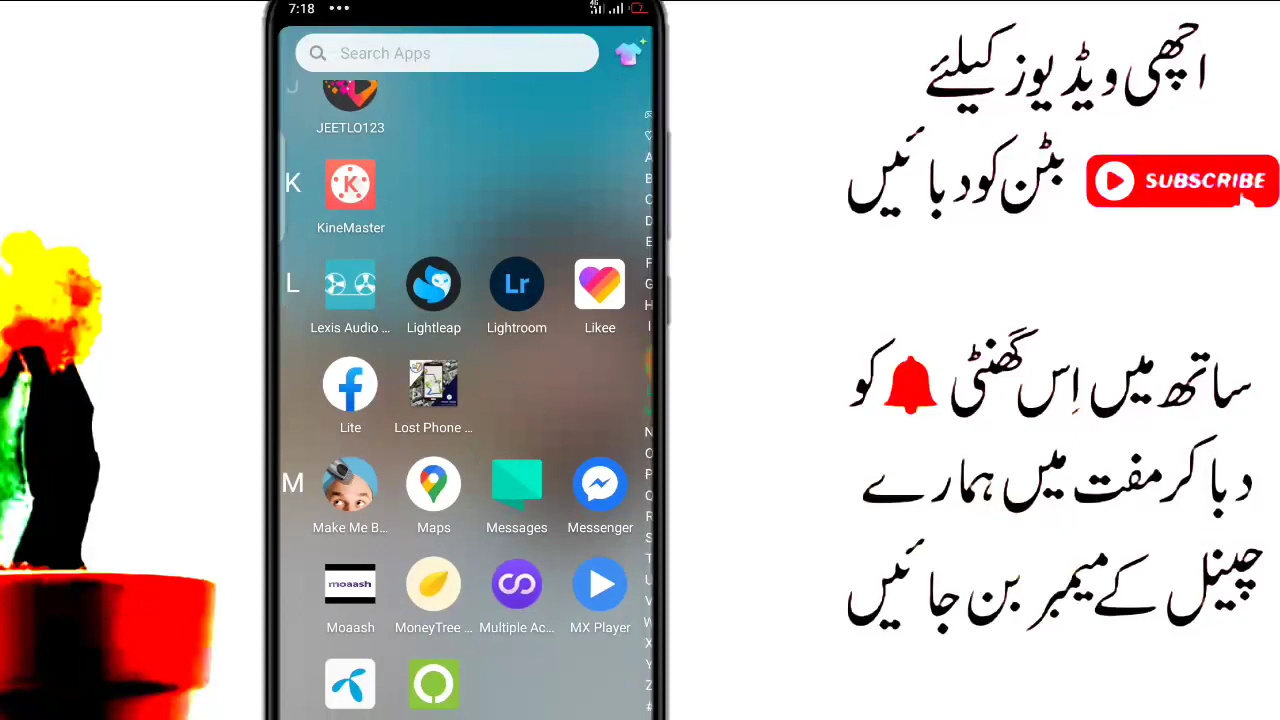 7:18
4G
7
Search Apps
J
JEETLO123
K
KineMaster
L
Lr
Lexis Audio ...
Lightleap
Lightroom
Likee
Lite
Lost Phone ...
M
Make Me B...
Maps
Messages
Messenger
moaash
Moaash
MoneyTree ...
Multiple Ac...
MX Player
A
B
C
D
E
F
G
H
I
N
O
P
Q
R
S
T
U
V
W
X
Y
Z
#
اچھی ویڈیوز کیلئے
بٹن کو دبائیں SUBSCRIBE
ساتھ میں اِس گھنٹی کو
دبا کر مفت میں ہمارے
چینل کے میمبر بن جائیں